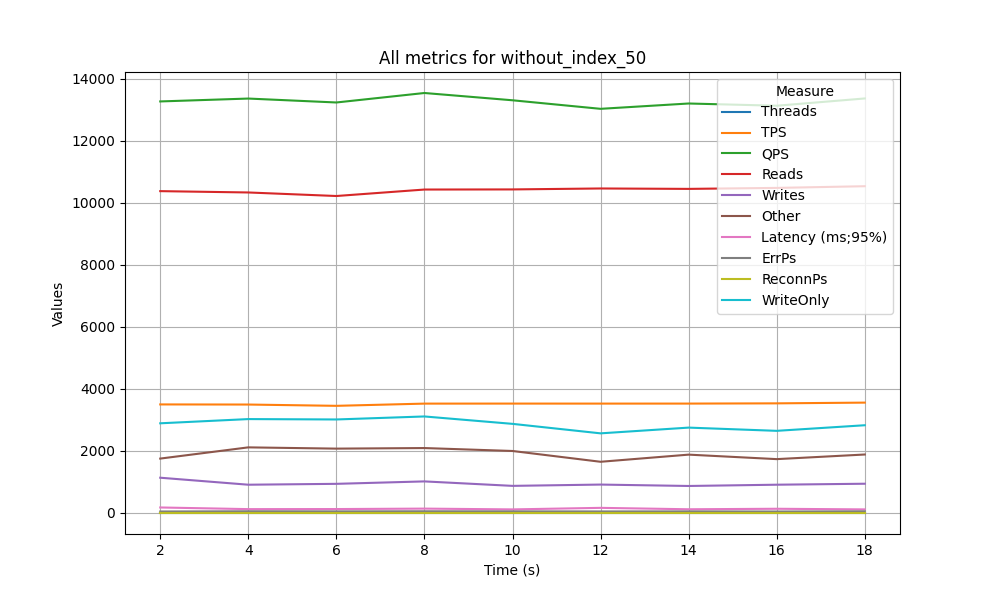 All metrics for without_index_50
14000
12000
10000
8000
6000
4000
2000
0
Values
2 4 6 8 10 12 14 16 18
Time (s)
Measure
Threads
TPS
QPS
Reads
Writes
Other
Latency (ms;95%)
ErrPs
ReconnPs
WriteOnly